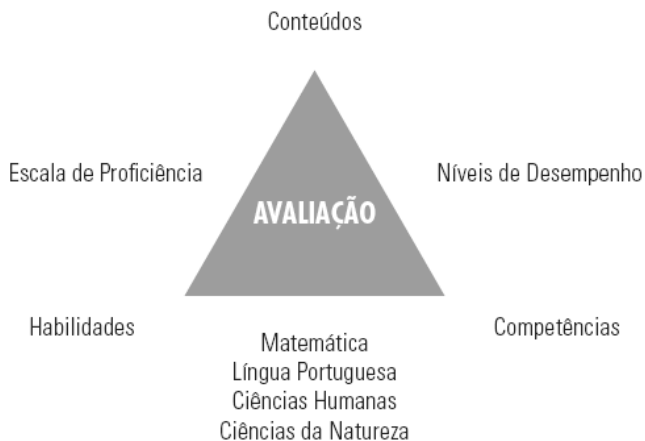 Conteúdos
Escala de Proficiência
Níveis de Desempenho
AVALIAÇÃO
Habilidades
Competências
Matemática
Língua Portuguesa
Ciências Humanas
Ciências da Natureza